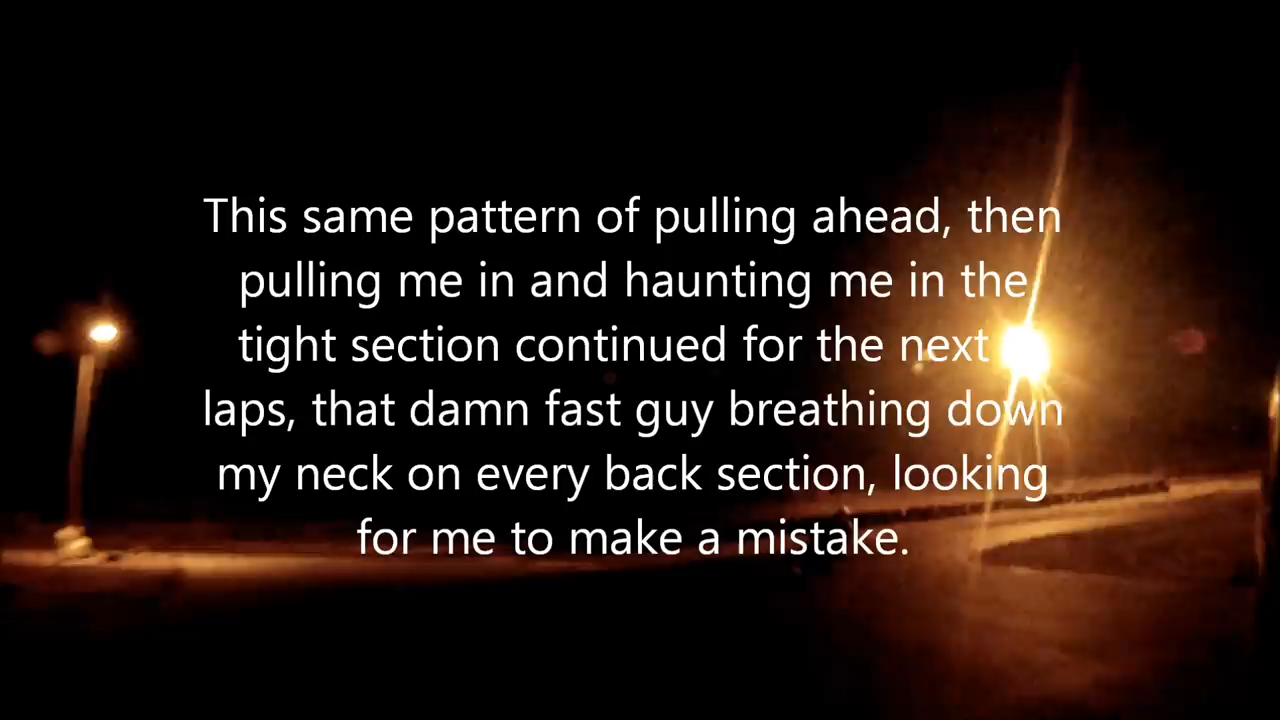 This same pattern of pulling ahead, then
pulling me in and haunting me in the
tight section continued for the next
laps, that damn fast guy breathing down
my neck on every back section, looking
for me to make a mistake.